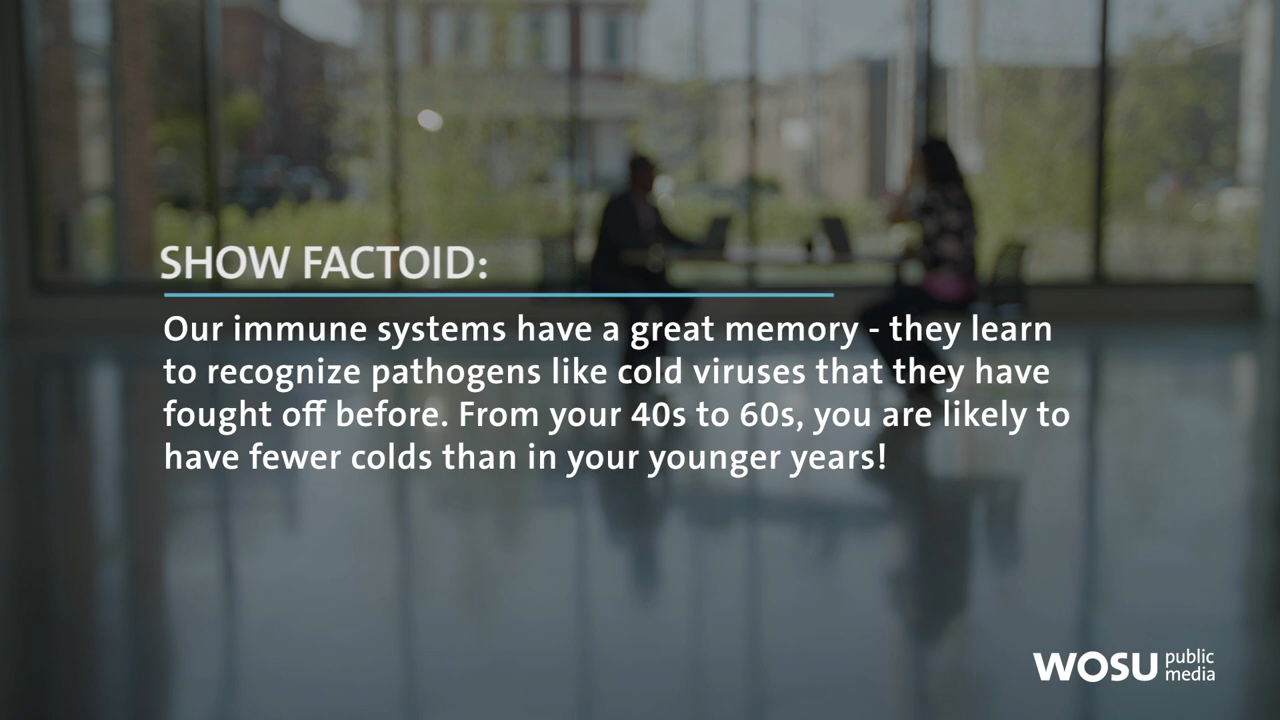 SHOW FACTOID:
Our immune systems have a great memory - they learn
to recognize pathogens like cold viruses that they have
fought off before. From your 40s to 60s, you are likely to
have fewer colds than in your younger years!
WOSU public
media